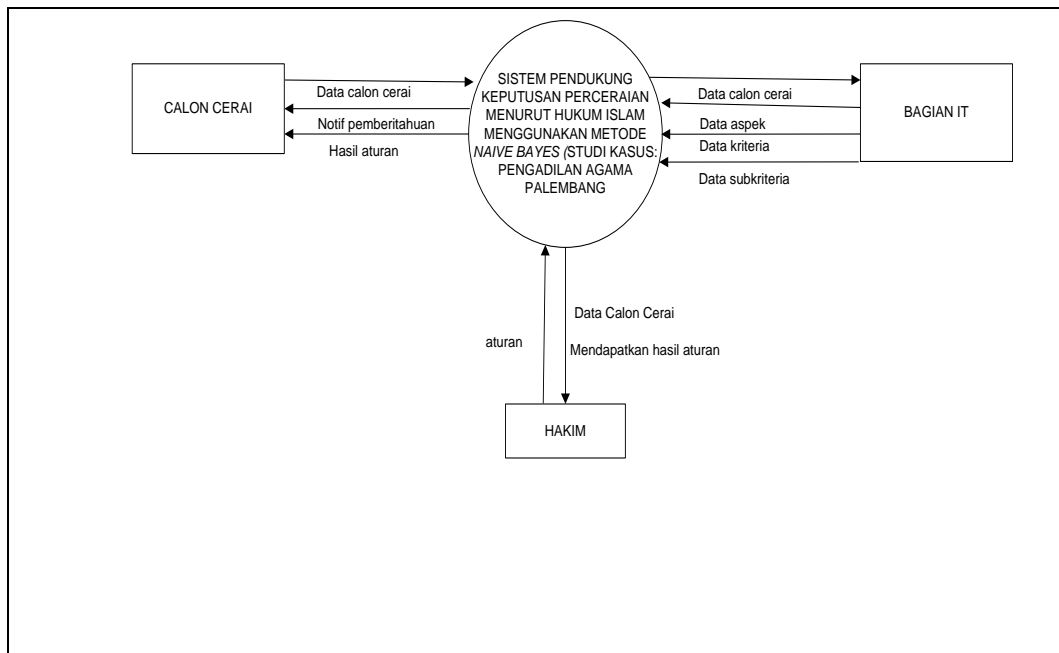 CALON CERAI
Data calon cerai
Notif pemberitahuan
Hasil aturan
SISTEM PENDUKUNG
KEPUTUSAN PERCERAIAN
MENURUT HUKUM ISLAM
MENGGUNAKAN METODE
NAIVE BAYES (STUDI KASUS:
PENGADILAN AGAMA
PALEMBANG
Data calon cerai
Data aspek
Data kriteria
Data subkriteria
BAGIAN IT
aturan
Data Calon Cerai
Mendapatkan hasil aturan
HAKIM